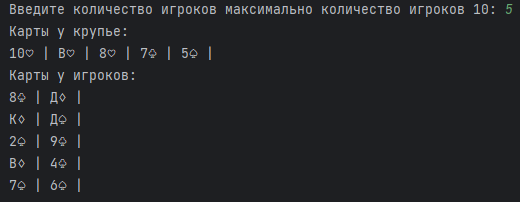 Введите количество игроков максимально количество игроков 10: 5
Карты у крупье:
10♡ | В♡ | 8♡ | 7♤ | 5♤ |
Карты у игроков:
8♤ | Д♢ |
К♢ | Д♤ |
2♤ | 9♤ |
В♢ | 4♤ |
7♤ | 6♤ |